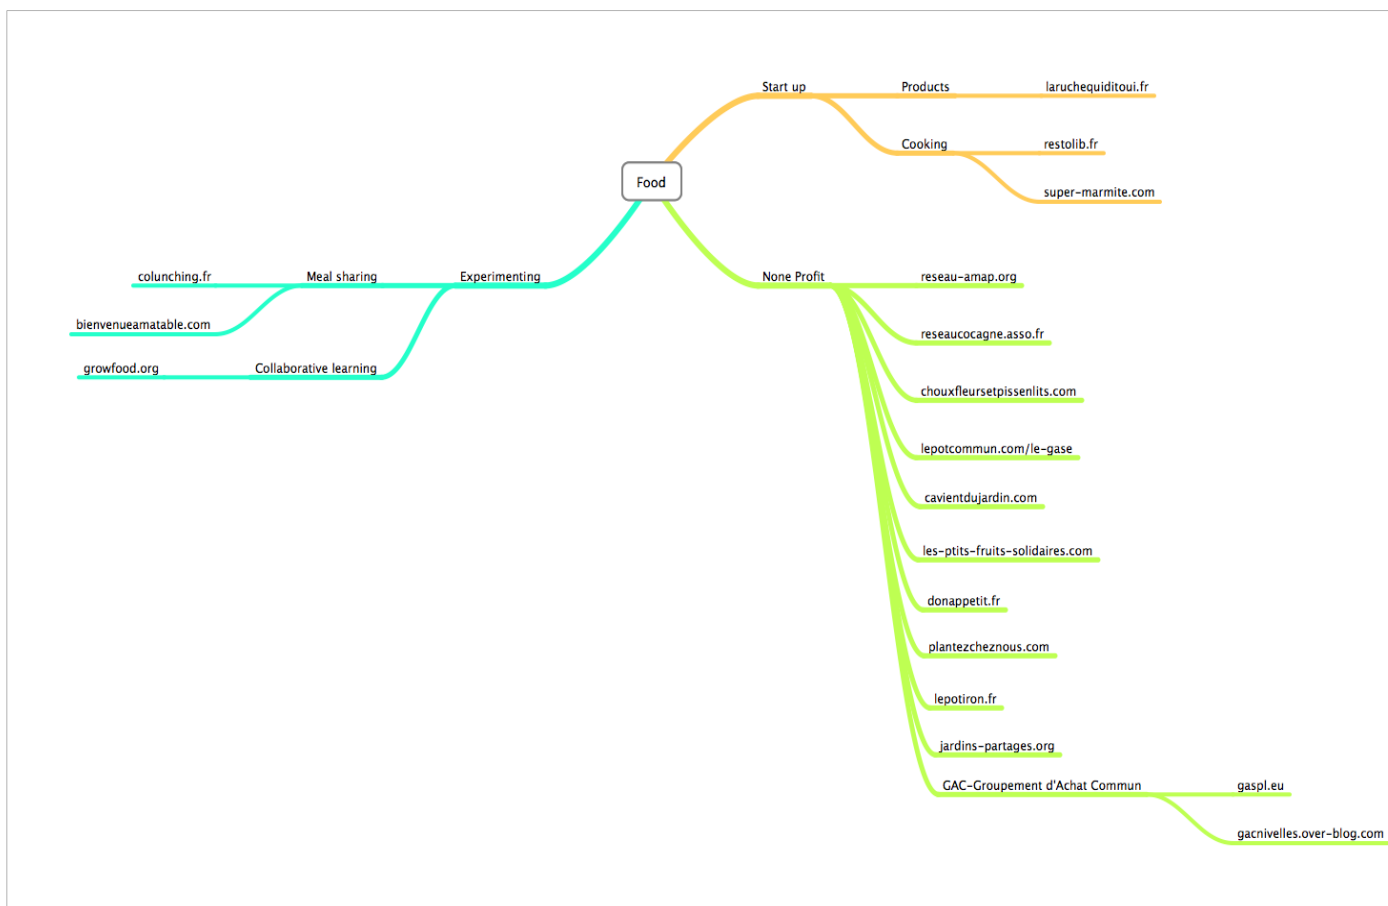 Food
Start up
Products
laruchequiditoui.fr
Cooking
restolib.fr
super-marmite.com
None Profit
reseau-amap.org
reseaucocagne.asso.fr
chouxfleursetpissenlits.com
lepotcommun.com/le-gase
cavientdujardin.com
les-ptits-fruits-solidaires.com
donappetit.fr
plantezcheznous.com
lepotiron.fr
jardins-partages.org
GAC-Groupement d'Achat Commun
gaspl.eu
gacnivelles.over-blog.com
Experimenting
Meal sharing
colunching.fr
bienvenueamatable.com
Collaborative learning
growfood.org